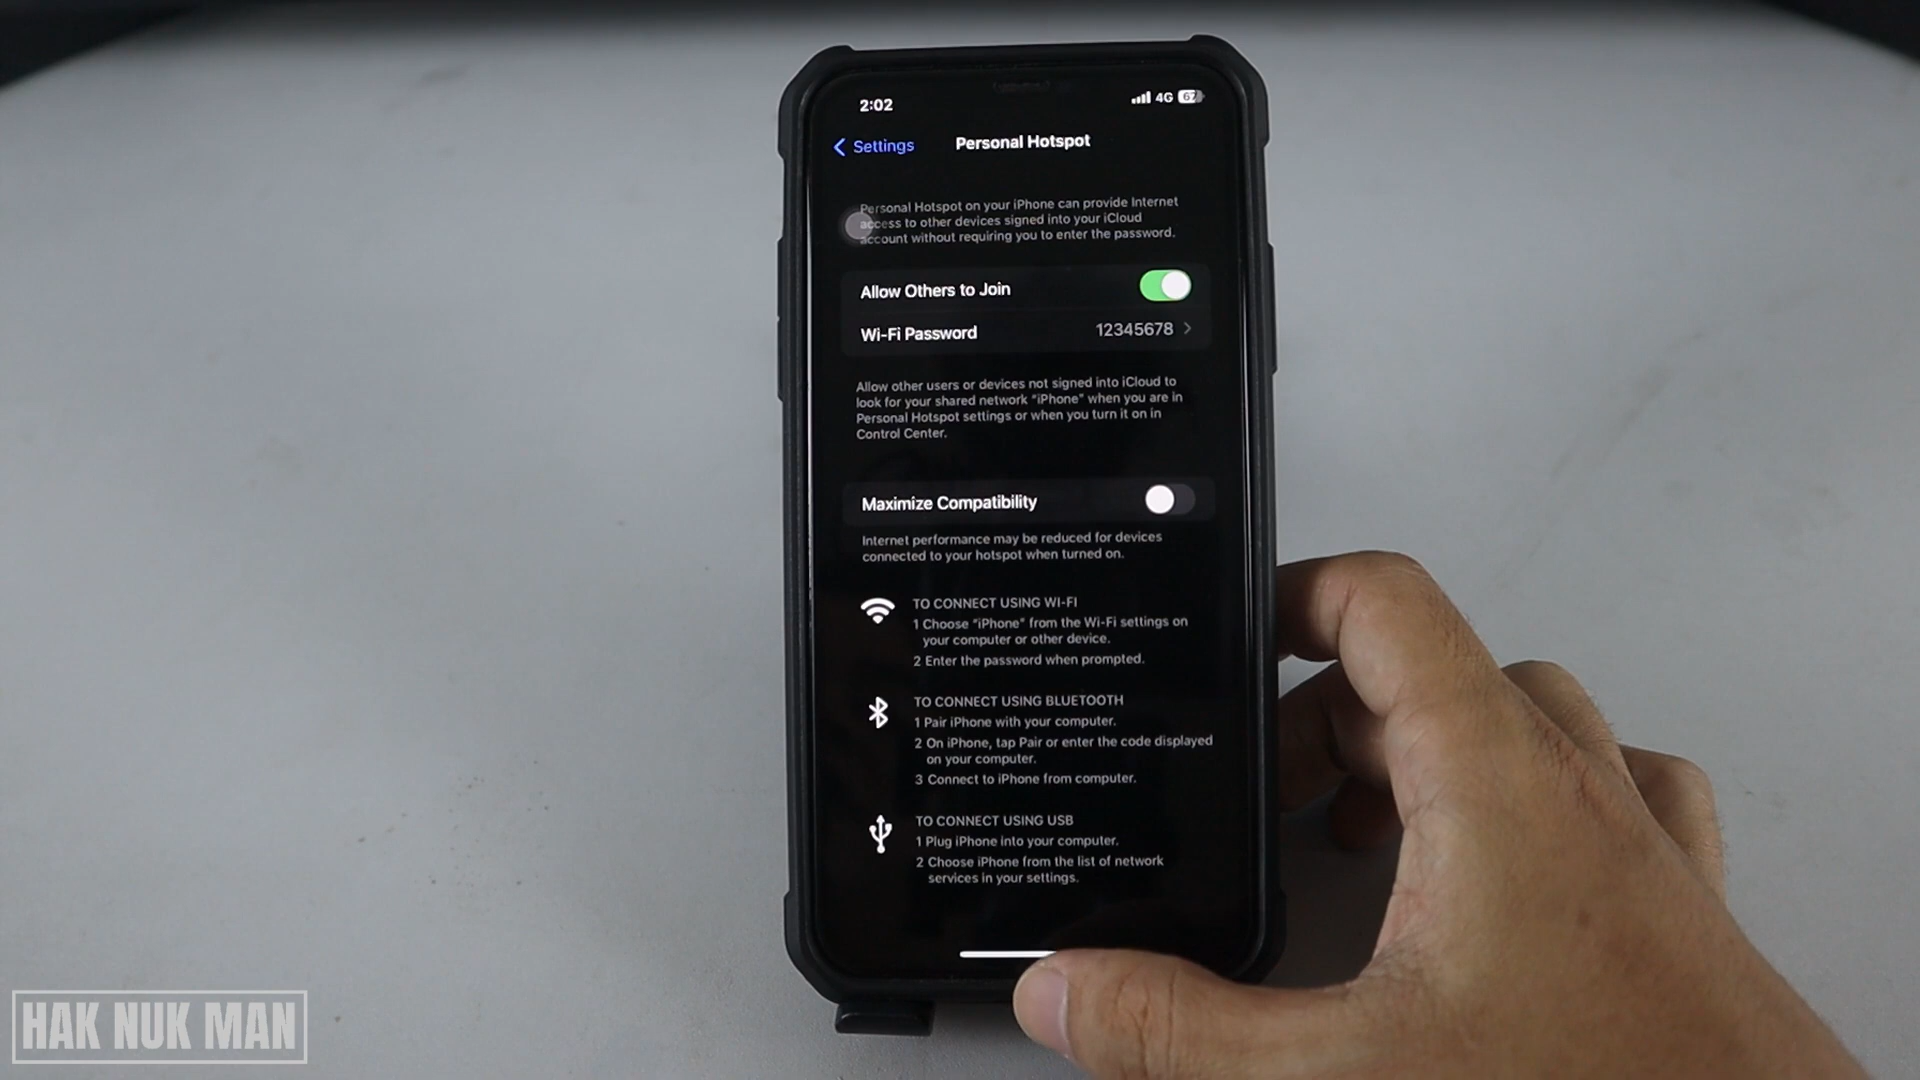 2:02
4G 67
Settings
Personal Hotspot
Personal Hotspot on your iPhone can provide Internet
access to other devices signed into your iCloud
account without requiring you to enter the password.
Allow Others to Join
Wi-Fi Password 12345678
Allow other users or devices not signed into iCloud to
look for your shared network "iPhone" when you are in
Personal Hotspot settings or when you turn it on in
Control Center.
Maximize Compatibility
Internet performance may be reduced for devices
connected to your hotspot when turned on.
TO CONNECT USING WI-FI
1 Choose "iPhone" from the Wi-Fi settings on
your computer or other device.
2 Enter the password when prompted.
TO CONNECT USING BLUETOOTH
1 Pair iPhone with your computer.
2 On iPhone, tap Pair or enter the code displayed
on your computer.
3 Connect to iPhone from computer.
TO CONNECT USING USB
1 Plug iPhone into your computer.
2 Choose iPhone from the list of network
services in your settings.
HAK NUK MAN